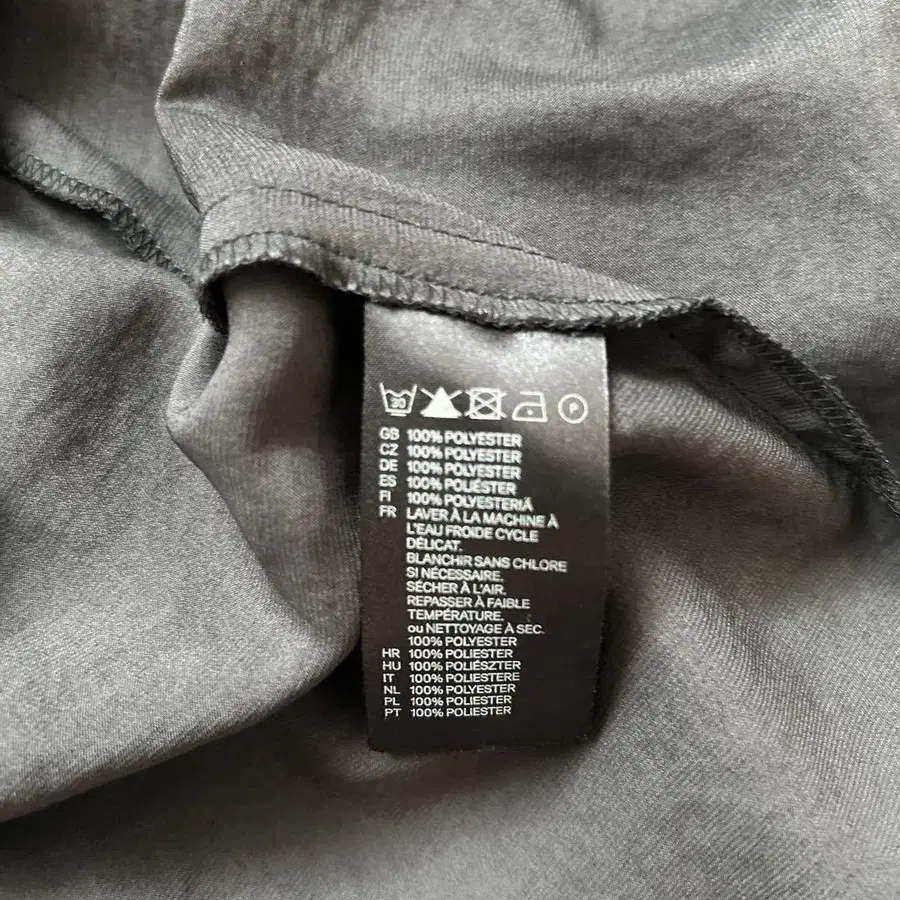 30 P
GB 100% POLYESTER
CZ 100% POLYESTER
DE 100% POLYESTER
ES 100% POLIÉSTER
FI 100% POLYESTERIÄ
FR LAVER À LA MACHINE À
L'EAU FROIDE CYCLE
DÉLICAT.
BLANCHIR SANS CHLORE
SI NÉCESSAIRE.
SÉCHER À L'AIR.
REPASSER À FAIBLE
TEMPÉRATURE.
ou NETTOYAGE À SEC.
100% POLYESTER
HR 100% POLIESTER
HU 100% POLIÉSZTER
IT 100% POLIESTERE
NL 100% POLYESTER
PL 100% POLIESTER
PT 100% POLIESTER